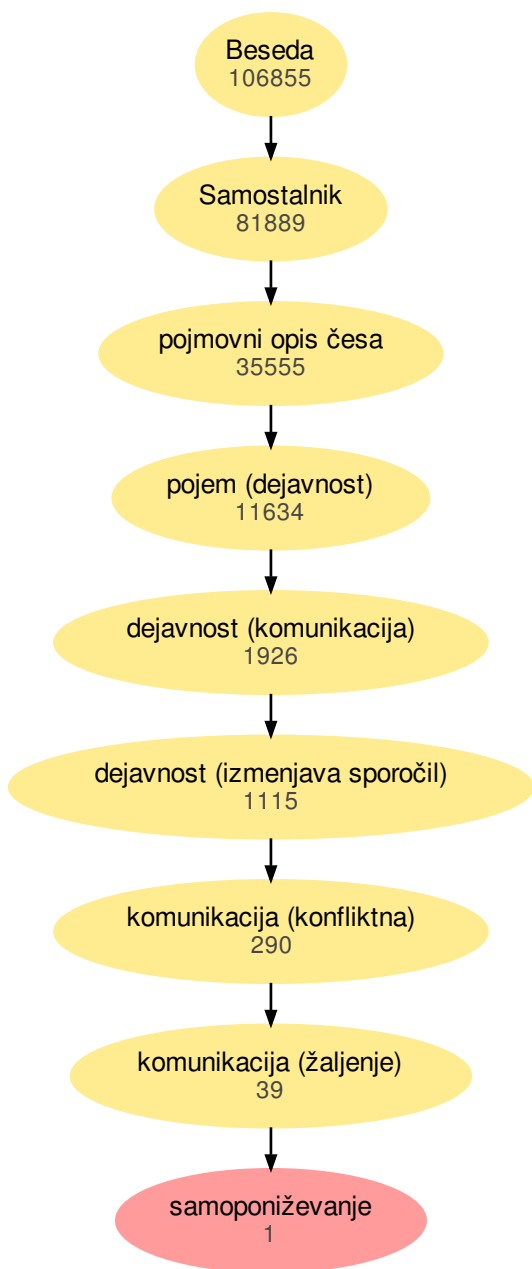 Beseda
106855
Samostalnik
81889
pojmovni opis česa
35555
pojem (dejavnost)
11634
dejavnost (komunikacija)
1926
dejavnost (izmenjava sporočil)
1115
komunikacija (konfliktna)
290
komunikacija (žaljenje)
39
samoponiževanje
1